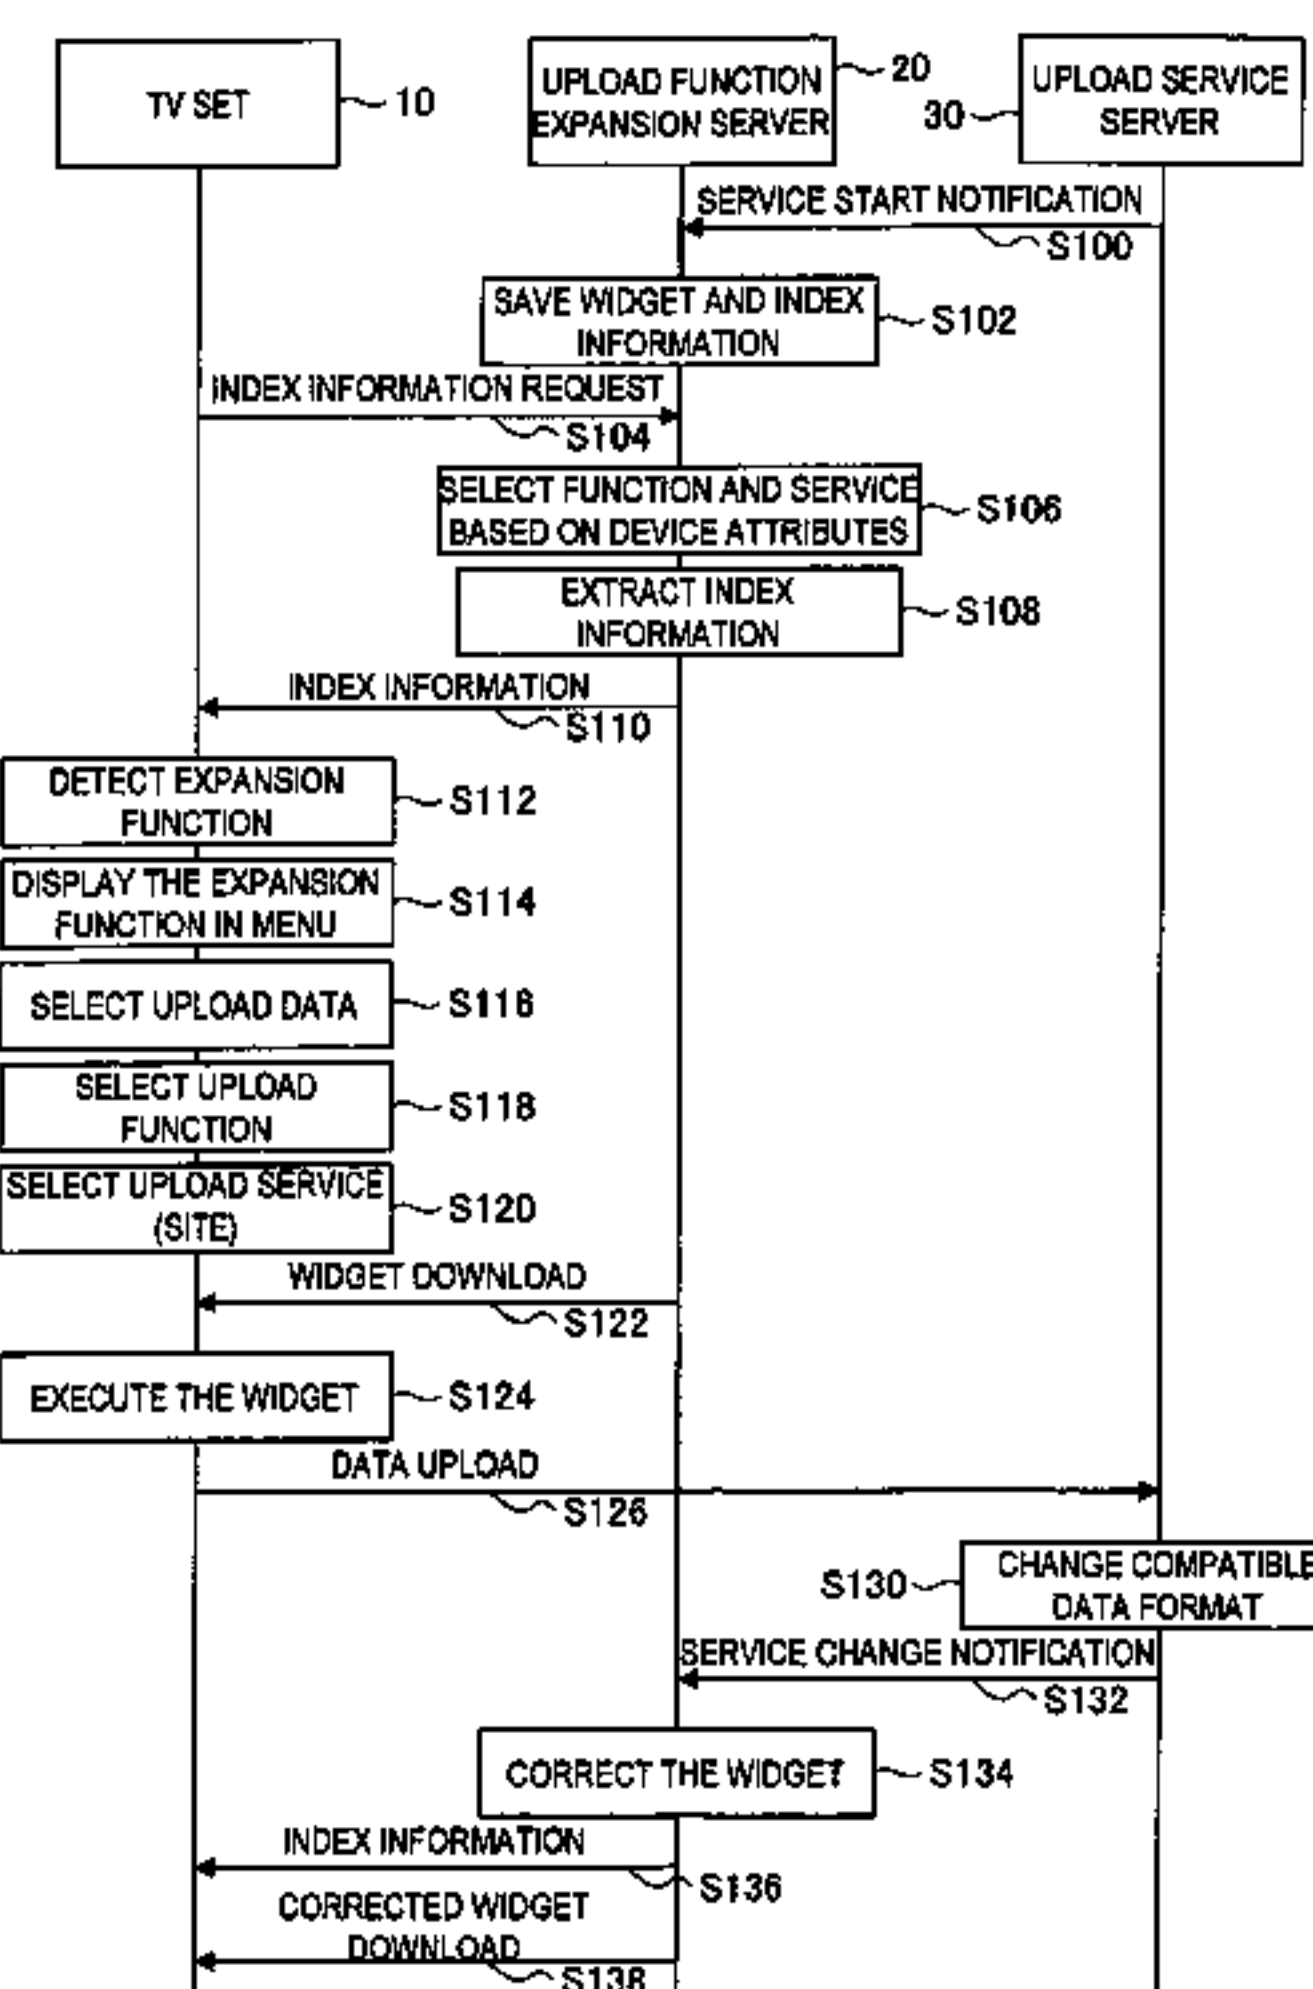 TV SET
10
UPLOAD FUNCTION
EXPANSION SERVER
20
UPLOAD SERVICE
SERVER
30
SERVICE START NOTIFICATION
S100
SAVE WIDGET AND INDEX
INFORMATION
S102
INDEX INFORMATION REQUEST
S104
SELECT FUNCTION AND SERVICE
BASED ON DEVICE ATTRIBUTES
S106
EXTRACT INDEX
INFORMATION
S108
INDEX INFORMATION
S110
DETECT EXPANSION
FUNCTION
S112
DISPLAY THE EXPANSION
FUNCTION IN MENU
S114
SELECT UPLOAD DATA
S116
SELECT UPLOAD
FUNCTION
S118
SELECT UPLOAD SERVICE
(SITE)
S120
WIDGET DOWNLOAD
S122
EXECUTE THE WIDGET
S124
DATA UPLOAD
S126
CHANGE COMPATIBLE
DATA FORMAT
S130
SERVICE CHANGE NOTIFICATION
S132
CORRECT THE WIDGET
S134
INDEX INFORMATION
S136
CORRECTED WIDGET
DOWNLOAD
S138